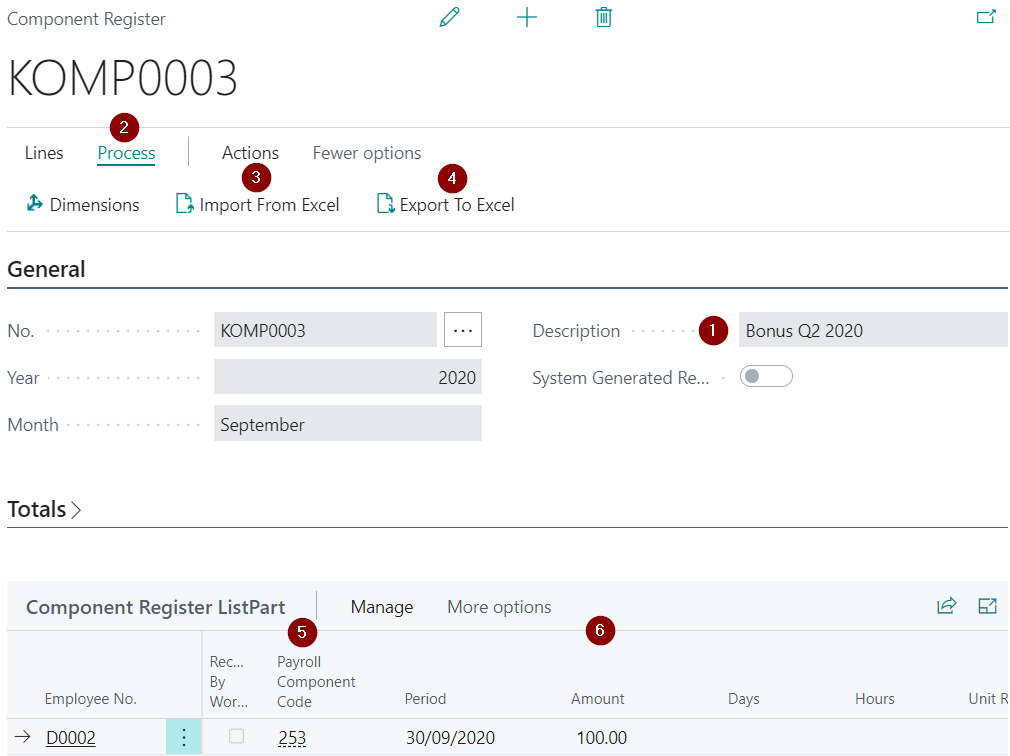 Component Register
KOMP0003
2
Lines Process Actions Fewer options
3 4
Dimensions Import From Excel Export To Excel
General
No. KOMP0003 ... Description 1 Bonus Q2 2020
Year 2020 System Generated Re...
Month September
Totals
Component Register ListPart Manage More options
5 6
Rec... Payroll
By Component
Employee No. Wor... Code Period Amount Days Hours Unit R
D0002 253 30/09/2020 100.00